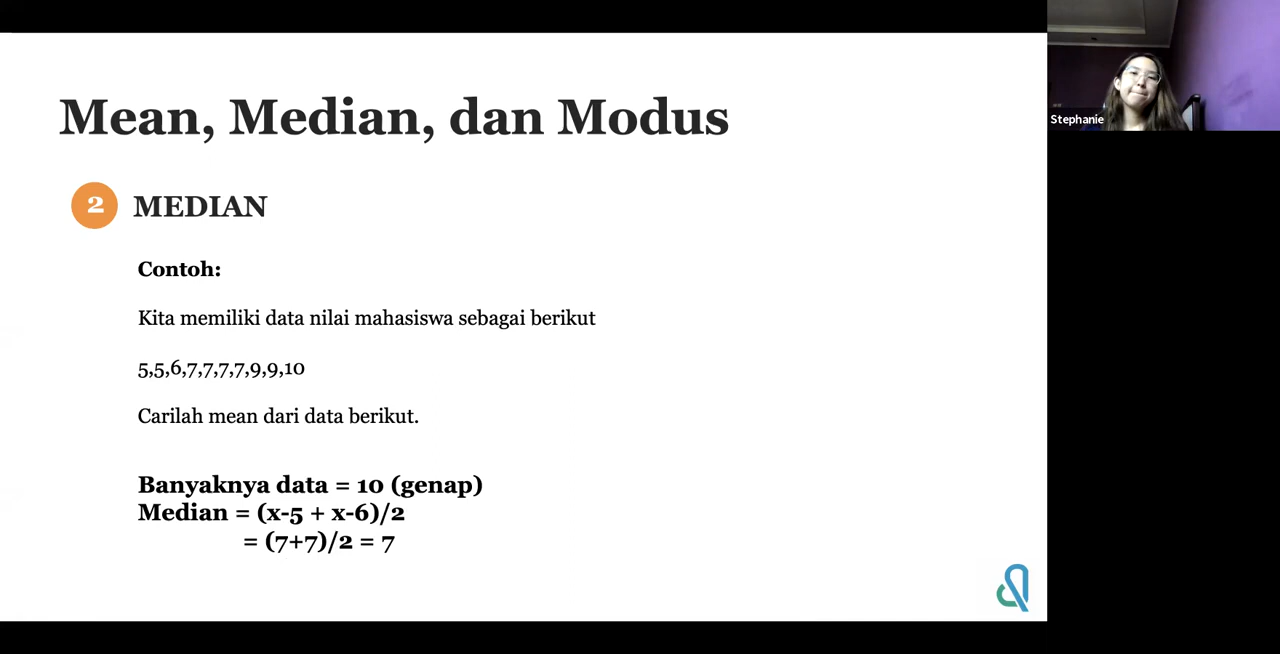 Mean, Median, dan Modus
2 MEDIAN
Contoh:
Kita memiliki data nilai mahasiswa sebagai berikut
5,5,6,7,7,7,7,9,9,10
Carilah mean dari data berikut.
Banyaknya data = 10 (genap)
Median = (x-5 + x-6)/2
= (7+7)/2 = 7
Stephanie